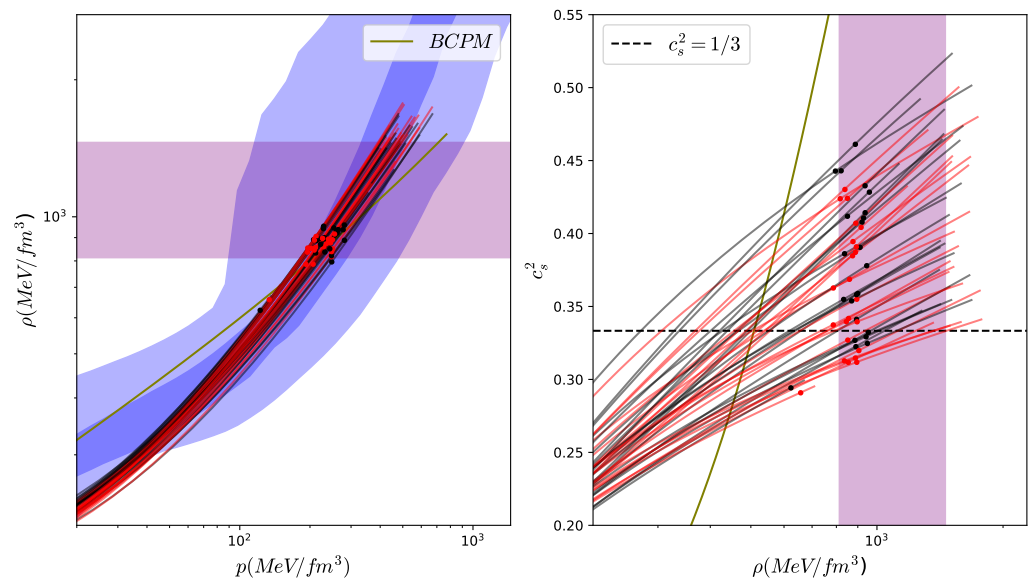 BCPM
10³
ρ(MeV/fm³)
10² 10³
p(MeV/fm³)
c_s² = 1/3
0.55
0.50
0.45
0.40
0.35
0.30
0.25
0.20
c_s²
10³
ρ(MeV/fm³)